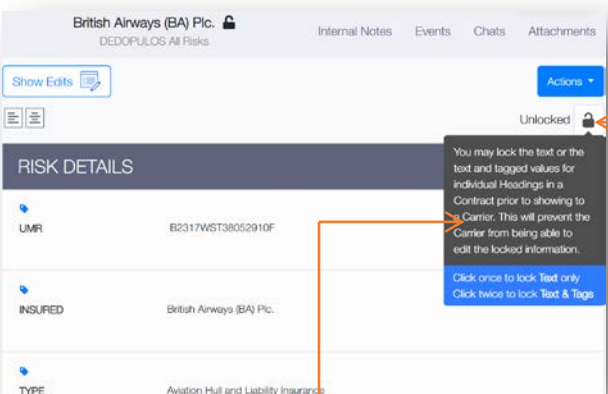 British Airways (BA) Plc.
DEDOPULOS All Risks
Internal Notes Events Chats Attachments
Show Edits
Actions
Unlocked
RISK DETAILS
You may lock the text or the
text and tagged values for
individual Headings in a
Contract prior to showing to
a Carrier. This will prevent the
Carrier from being able to
edit the locked information.
Click once to lock Text only
Click twice to lock Text & Tags
UMR B2317WST38052910F
INSURED British Airways (BA) Plc.
TYPE Aviation Hull and Liability Insurance